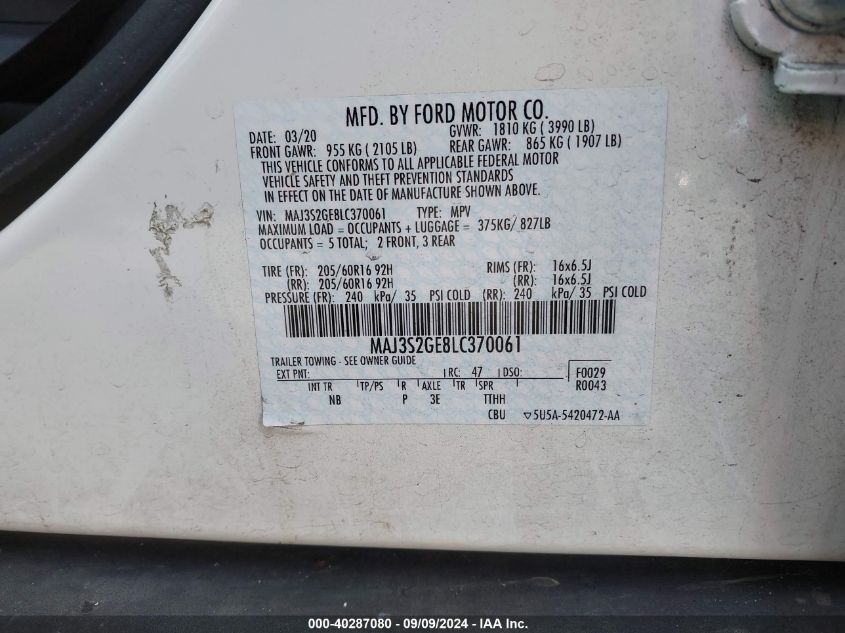 MFD. BY FORD MOTOR CO.
DATE: 03/20 GVWR: 1810 KG ( 3990 LB)
FRONT GAWR: 955 KG ( 2105 LB) REAR GAWR: 865 KG ( 1907 LB)
THIS VEHICLE CONFORMS TO ALL APPLICABLE FEDERAL MOTOR
VEHICLE SAFETY AND THEFT PREVENTION STANDARDS
IN EFFECT ON THE DATE OF MANUFACTURE SHOWN ABOVE.
VIN: MAJ3S2GE8LC370061 TYPE: MPV
MAXIMUM LOAD = OCCUPANTS + LUGGAGE = 375KG/ 827LB
OCCUPANTS = 5 TOTAL; 2 FRONT, 3 REAR
TIRE (FR): 205/60R16 92H RIMS (FR): 16x6.5J
(RR): 205/60R16 92H (RR): 16x6.5J
PRESSURE (FR): 240 kPa/ 35 PSI COLD (RR): 240 kPa/ 35 PSI COLD
MAJ3S2GE8LC370061
TRAILER TOWING - SEE OWNER GUIDE
EXT PNT: RC: 47 DSO: F0029
INT TR TP/PS R AXLE TR SPR R0043
NB P 3E TTHH
CBU ▽5U5A-5420472-AA
000-40287080 - 09/09/2024 - IAA Inc.